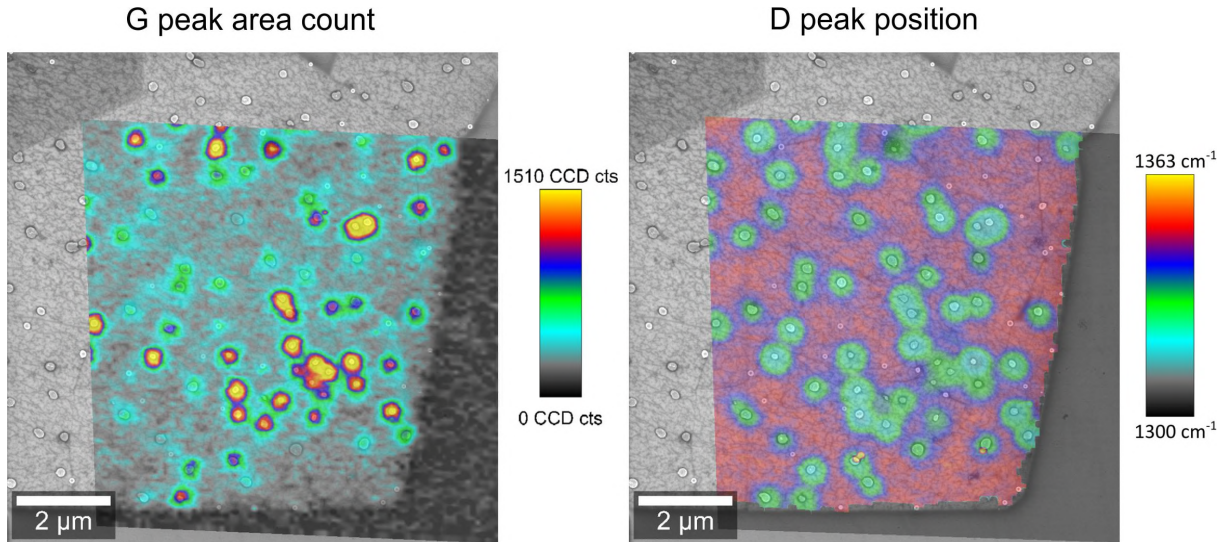 G peak area count
D peak position
1510 CCD cts
0 CCD cts
2 µm
1363 cm⁻¹
1300 cm⁻¹
2 µm